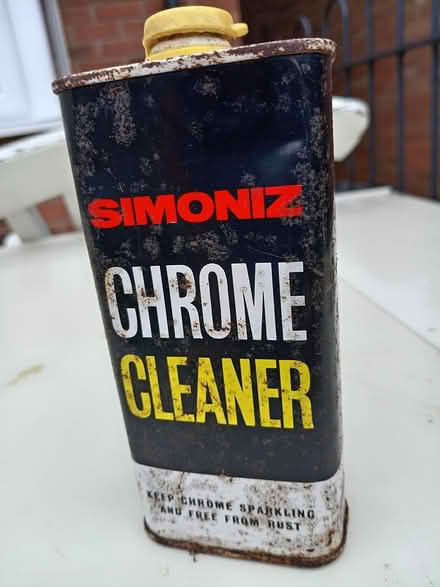 SIMONIZ
CHROME
CLEANER
KEEP CHROME SPARKLING
AND FREE FROM RUST